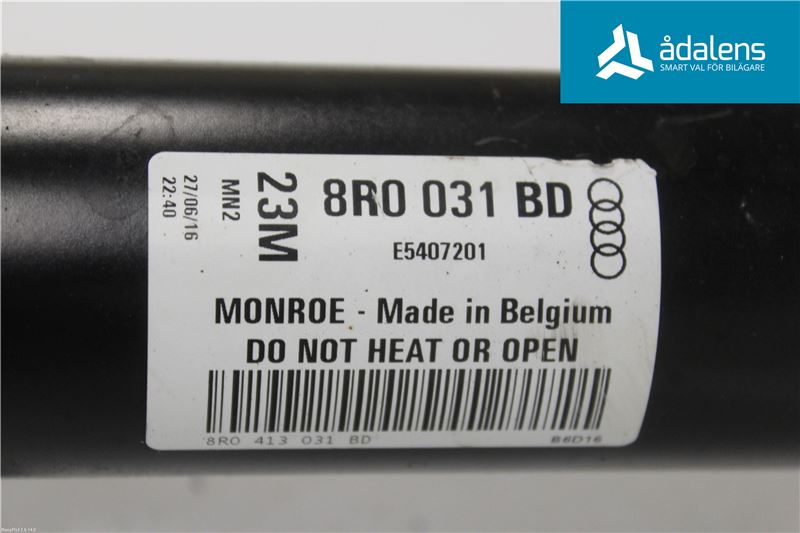 ådalens
SMART VAL FÖR BILÄGARE
27/06/16
22:40
MN2
23M
8R0 031 BD
E5407201
MONROE - Made in Belgium
DO NOT HEAT OR OPEN
8R0 413 031 BD
B6D16